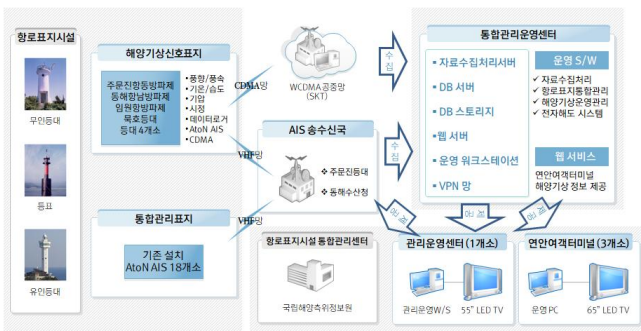 항로표지시설
무인등대
등표
유인등대
해양기상신호표지
주문진항동방파제
동해항남방파제
임원항방파제
묵호등대
등대 4개소
• 풍향/풍속
• 기온/습도
• 기압
• 시정
• 데이터로거
• AtoN AIS
• CDMA
통합관리표지
기존 설치
AtoN AIS 18개소
CDMA망
VHF망
VHF망
WCDMA공중망
(SKT)
AIS 송수신국
❖ 주문진등대
❖ 동해수산청
수집
수집
통합관리운영센터
▪ 자료수집처리서버
▪ DB 서버
▪ DB 스토리지
▪ 웹 서버
▪ 운영 워크스테이션
▪ VPN 망
운영 S/W
✓ 자료수집처리
✓ 항로표지통합관리
✓ 해양기상운영관리
✓ 전자해도 시스템
웹 서비스
연안여객터미널
해양기상 정보 제공
제공
제공
제공
항로표지시설 통합관리센터
국립해양측위정보원
관리운영센터 (1개소)
관리운영W/S
55" LED TV
연안여객터미널 (3개소)
운영 PC
65" LED TV